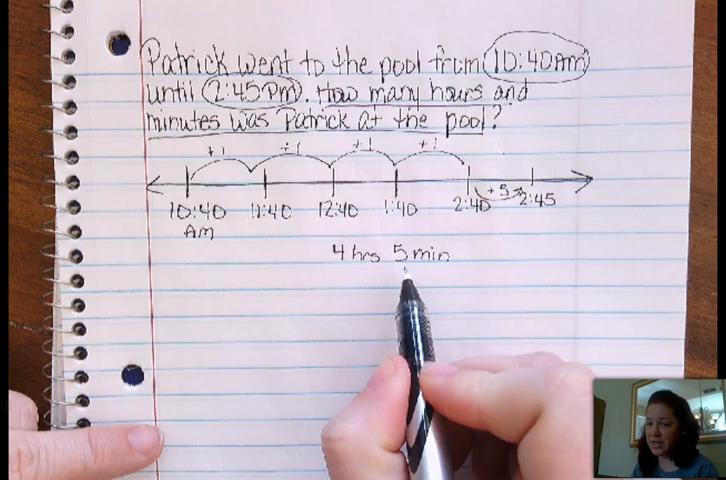 Patrick went to the pool from 10:40 Am
until 2:45 Pm. How many hours and
minutes was Patrick at the pool?
+1 +1 +1 +1
+5
10:40 11:40 12:40 1:40 2:40 2:45
Am
4 hrs 5 min